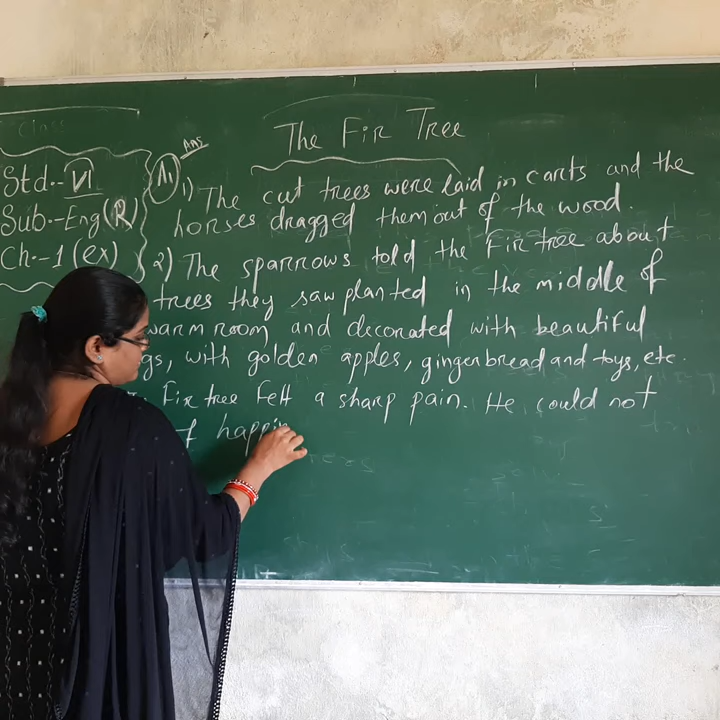 The Fir Tree
Class
Std.- VI
Sub.- Eng(R)
Ch.- 1 (ex)
Ans
A1
1) The cut trees were laid in carts and the
horses dragged them out of the wood.
2) The sparrows told the Fir tree about
trees they saw planted in the middle of
warm room and decorated with beautiful
gs, with golden apples, gingerbread and toys, etc.
Fir tree felt a sharp pain. He could not
f happin